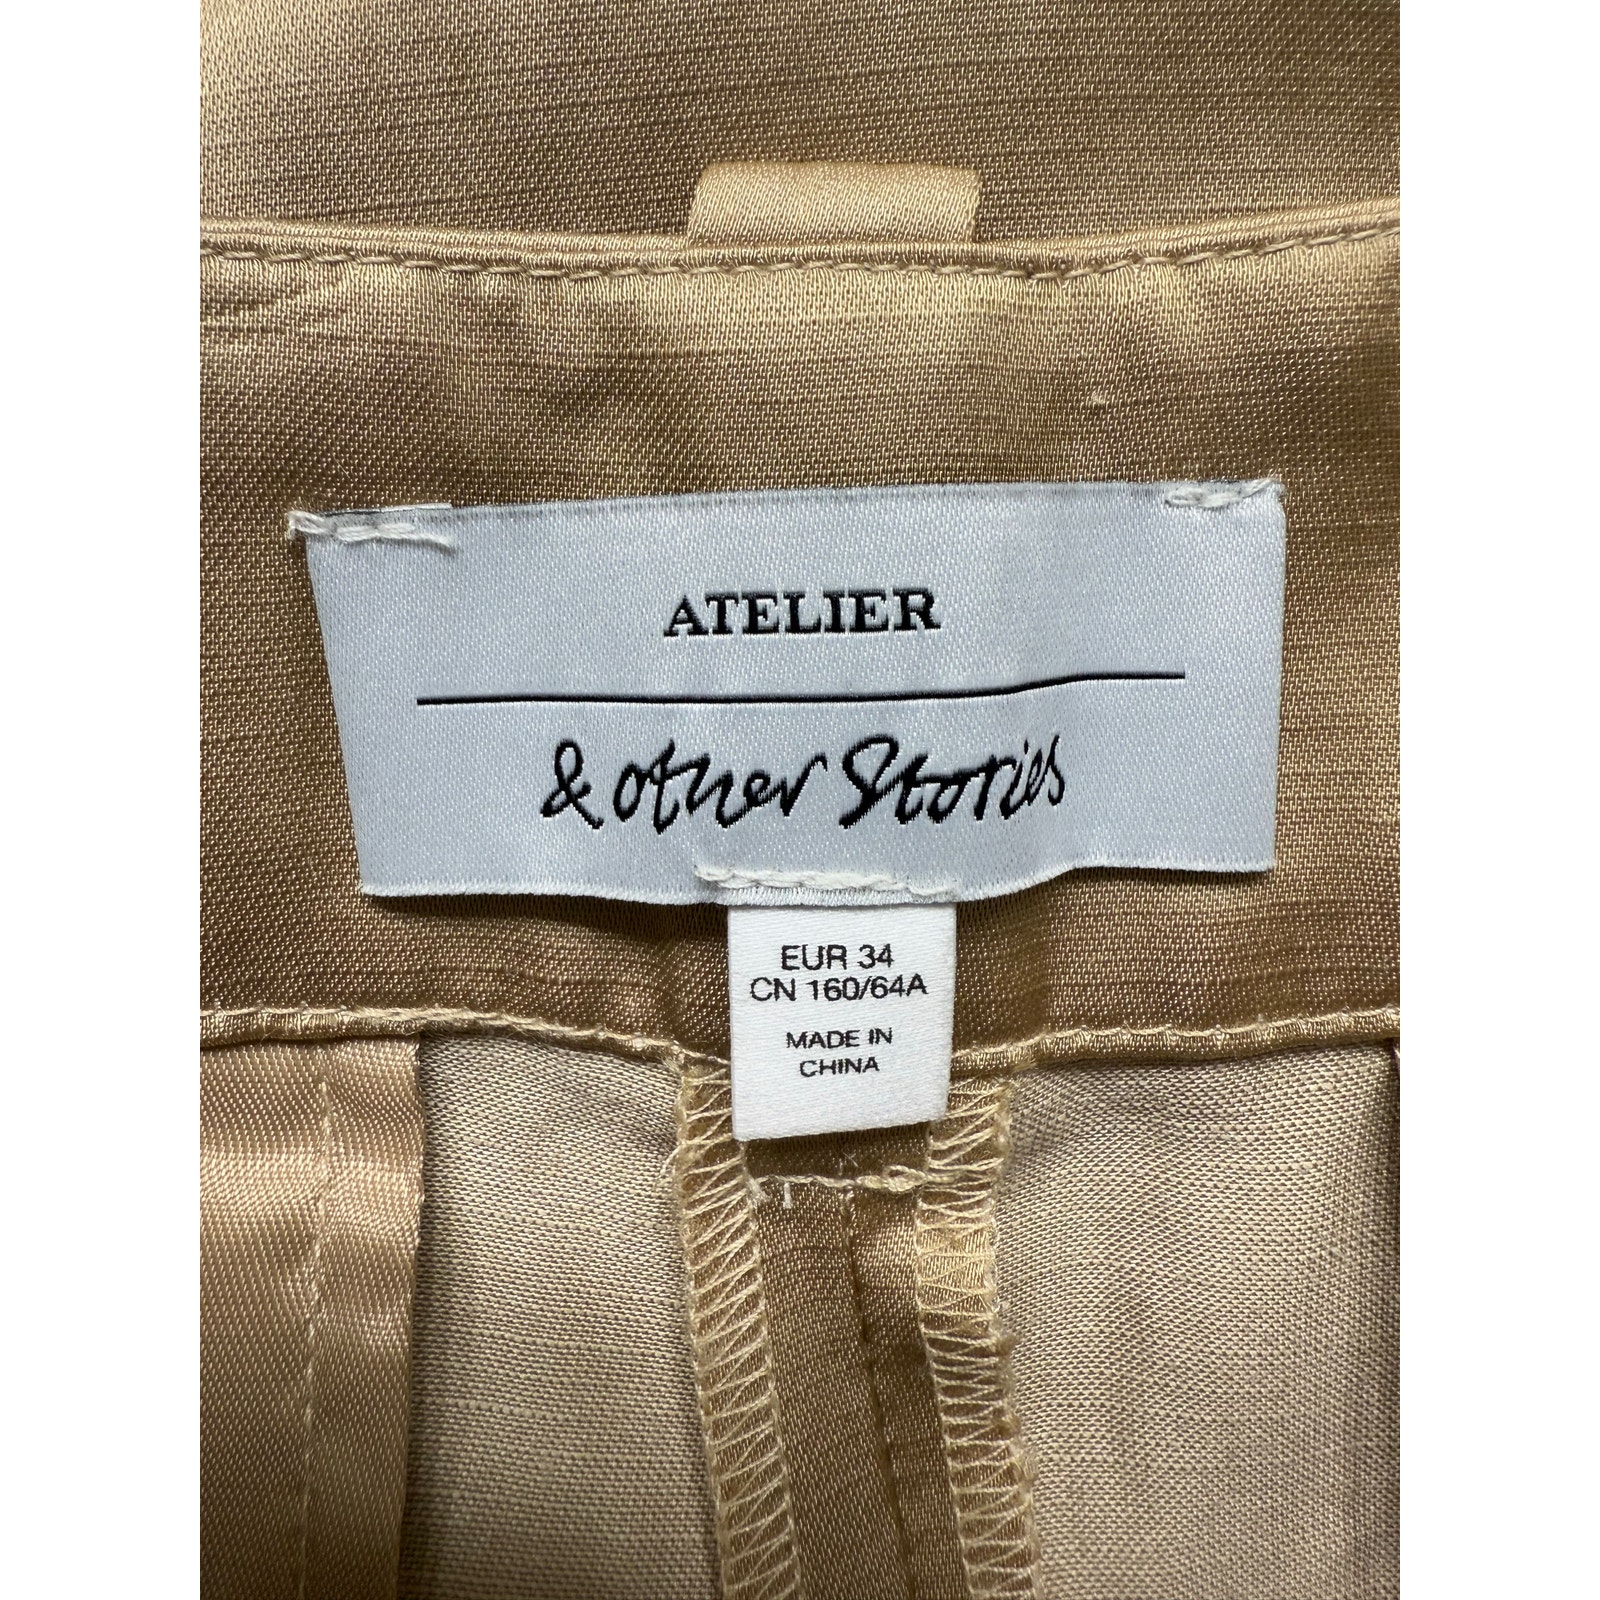 ATELIER
& other Stories
EUR 34
CN 160/64A
MADE IN
CHINA